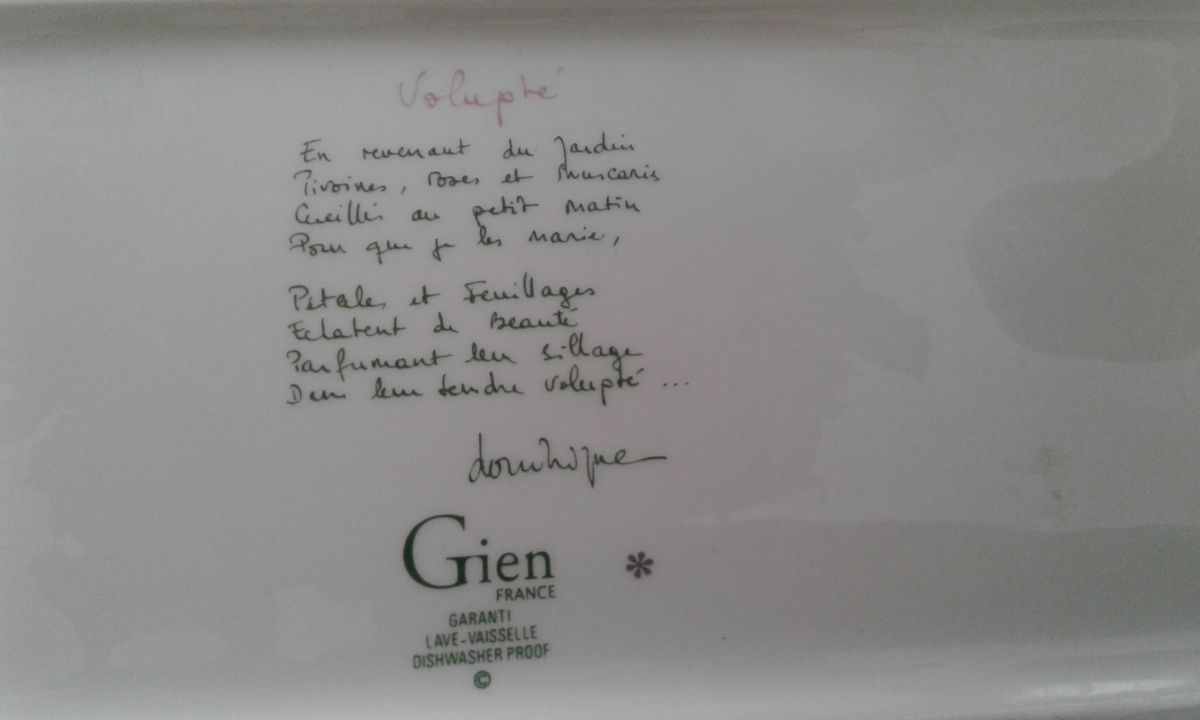 Volupté
En revenant du Jardin
Pivoines, roses et Muscaris
Cueillis au petit matin
Pour que je les marie,
Pétales et Feuillages
Eclatent de Beauté
Parfumant leur sillage
Dans leur tendre volupté ...
dominique
Gien
*
FRANCE
GARANTI
LAVE-VAISSELLE
DISHWASHER PROOF
©